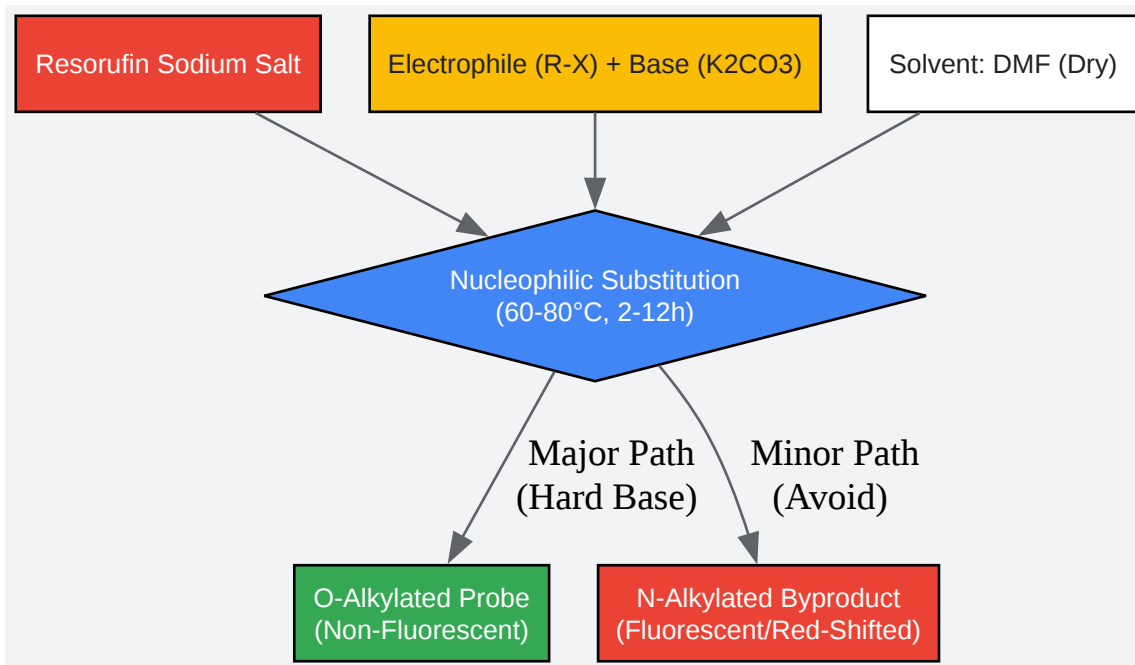 Resorufin Sodium Salt
Electrophile (R-X) + Base (K2CO3)
Solvent: DMF (Dry)
Nucleophilic Substitution
(60-80°C, 2-12h)
Major Path
(Hard Base)
Minor Path
(Avoid)
O-Alkylated Probe
(Non-Fluorescent)
N-Alkylated Byproduct
(Fluorescent/Red-Shifted)